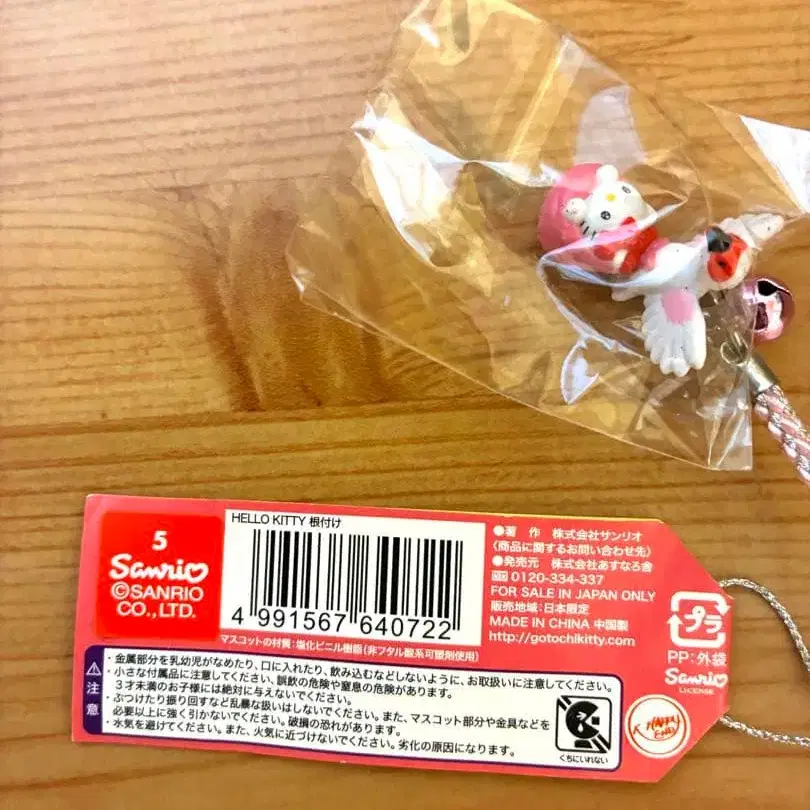 5
Sanrio
©SANRIO
CO.,LTD.
HELLO KITTY 根付け
4 991567 640722
マスコットの材質:塩化ビニル樹脂(非フタル酸系可塑剤使用)
●著 作 株式会社サンリオ
(商品に関するお問い合わせ先)
●発売元 株式会社あすなろ舎
0120-334-337
FOR SALE IN JAPAN ONLY
販売地域:日本限定
MADE IN CHINA 中国製
http://gotochikitty.com/
プラ
PP:外袋
Sanrio
LICENSE
注意
・金属部分を乳幼児がなめたり、口に入れたり、飲み込むなどしないように、お取扱いに注意してください。
・小さな付属品に注意してください、誤飲の危険や窒息の危険があります。
3才未満のお子様には絶対に与えないでください。
・ぶつけたり振り回すなど乱暴な扱いはしないでください。また、マスコット部分や金具などを
必要以上に強く引かないでください。破損の恐れがあります。
・水気を避けてください。また、火気に近づけないでください。劣化の原因になります。
くちにいれない